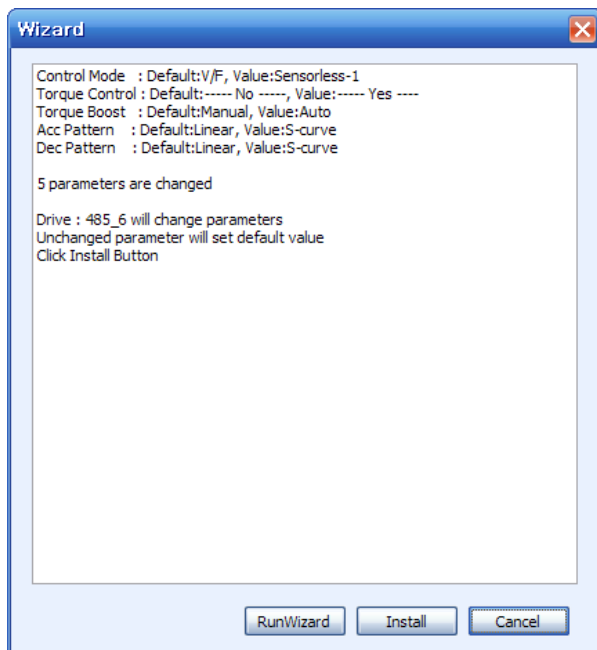 Wizard
Control Mode : Default:V/F, Value:Sensorless-1
Torque Control : Default:----- No -----, Value:----- Yes ----
Torque Boost : Default:Manual, Value:Auto
Acc Pattern : Default:Linear, Value:S-curve
Dec Pattern : Default:Linear, Value:S-curve
5 parameters are changed
Drive : 485_6 will change parameters
Unchanged parameter will set default value
Click Install Button
RunWizard Install Cancel